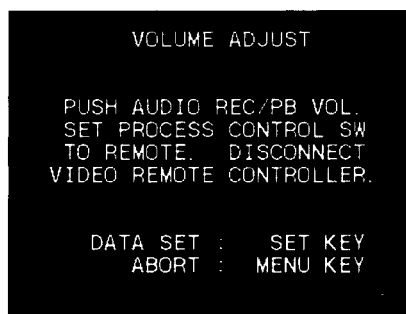 VOLUME ADJUST
PUSH AUDIO REC/PB VOL.
SET PROCESS CONTROL SW
TO REMOTE. DISCONNECT
VIDEO REMOTE CONTROLLER.
DATA SET : SET KEY
ABORT : MENU KEY